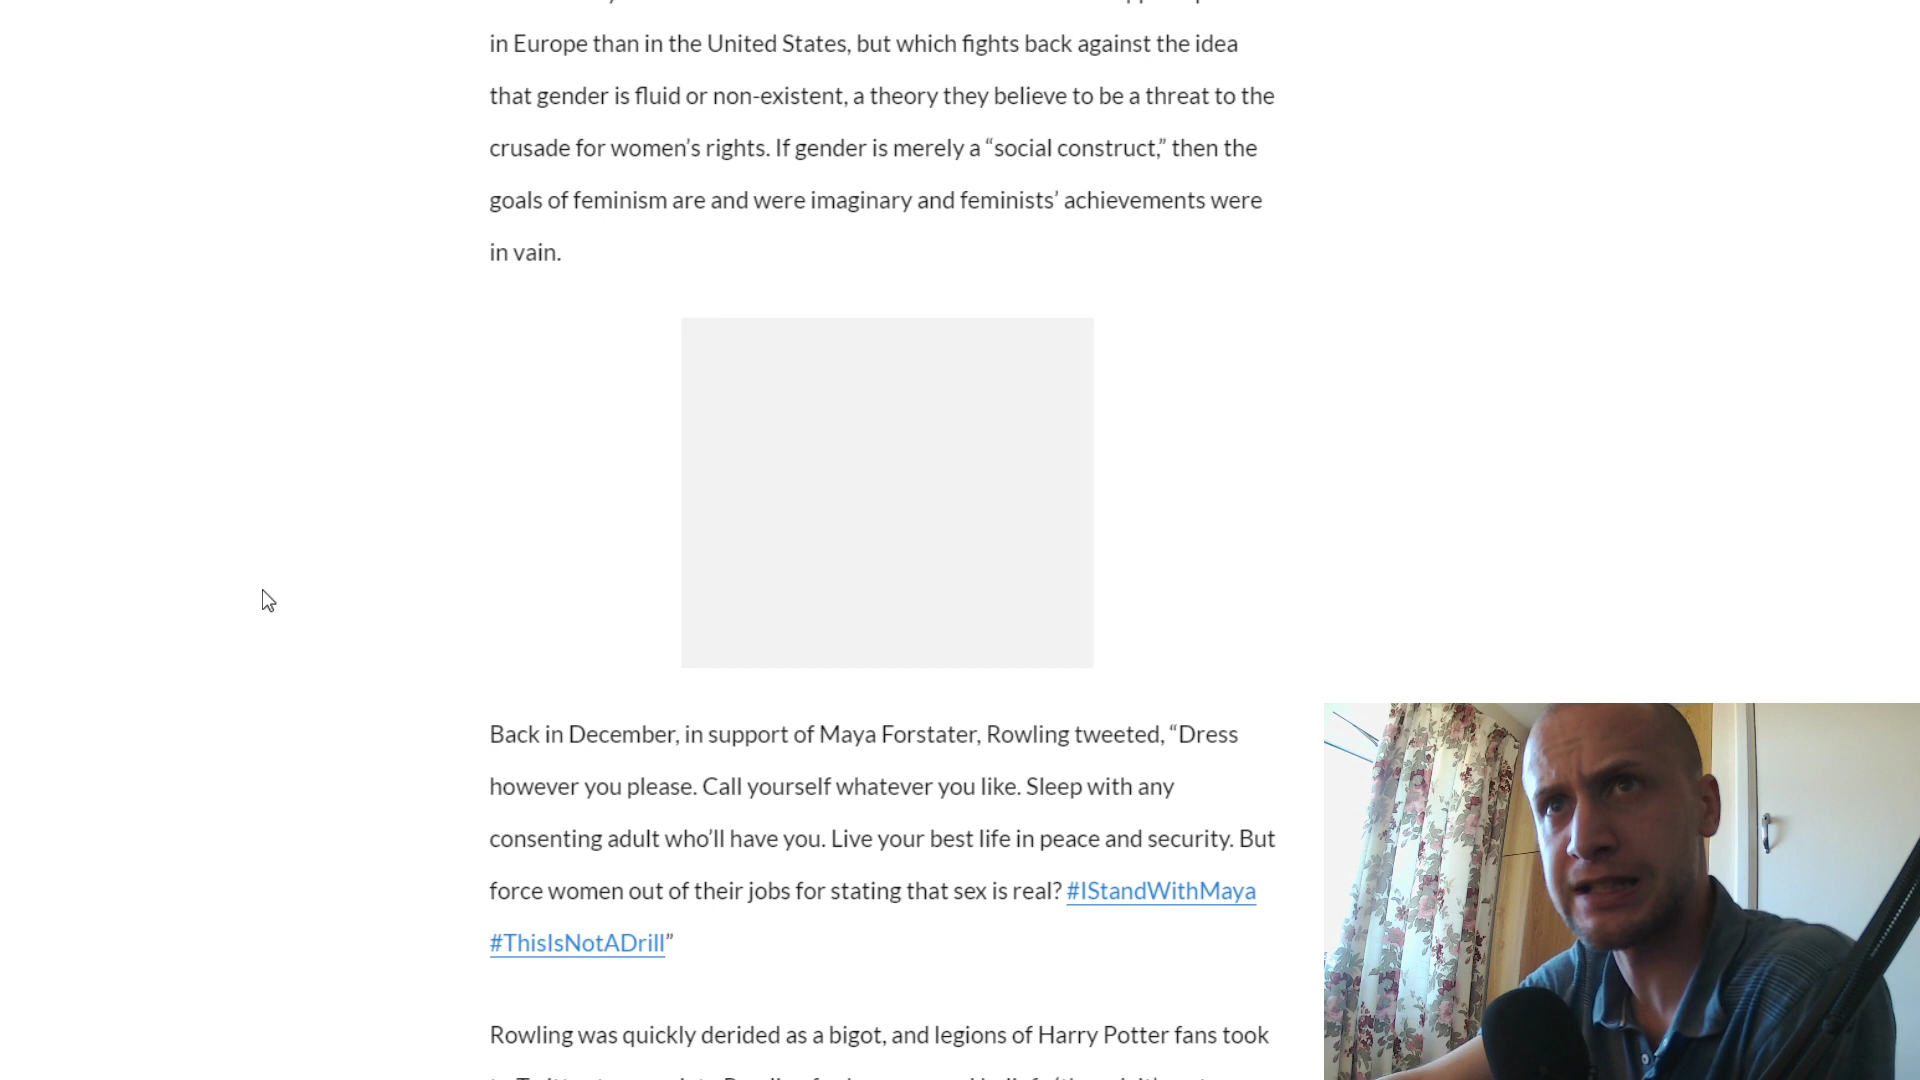 in Europe than in the United States, but which fights back against the idea
that gender is fluid or non-existent, a theory they believe to be a threat to the
crusade for women’s rights. If gender is merely a “social construct,” then the
goals of feminism are and were imaginary and feminists’ achievements were
in vain.
Back in December, in support of Maya Forstater, Rowling tweeted, “Dress
however you please. Call yourself whatever you like. Sleep with any
consenting adult who’ll have you. Live your best life in peace and security. But
force women out of their jobs for stating that sex is real? #IStandWithMaya
#ThisIsNotADrill”
Rowling was quickly derided as a bigot, and legions of Harry Potter fans took